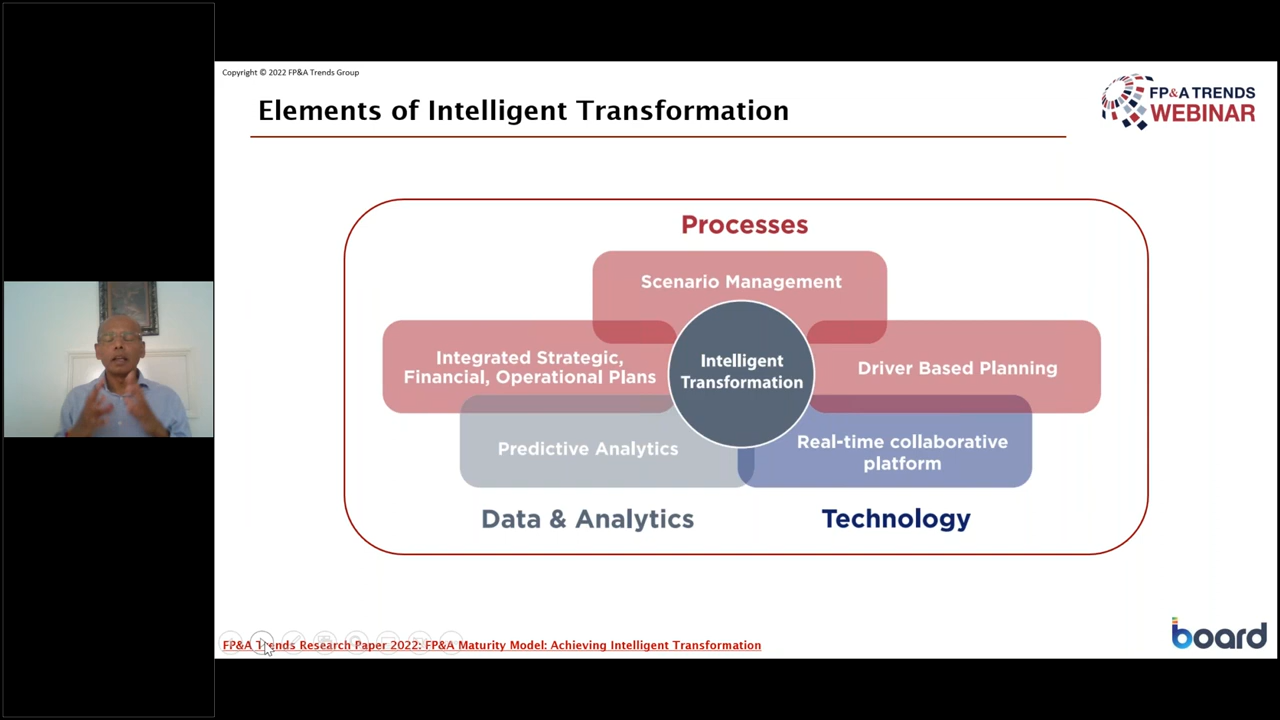 Copyright © 2022 FP&A Trends Group
Elements of Intelligent Transformation
FP&A TRENDS
WEBINAR
Processes
Scenario Management
Integrated Strategic,
Financial, Operational Plans
Intelligent
Transformation
Driver Based Planning
Predictive Analytics
Real-time collaborative
platform
Data & Analytics
Technology
FP&A Trends Research Paper 2022: FP&A Maturity Model: Achieving Intelligent Transformation
board